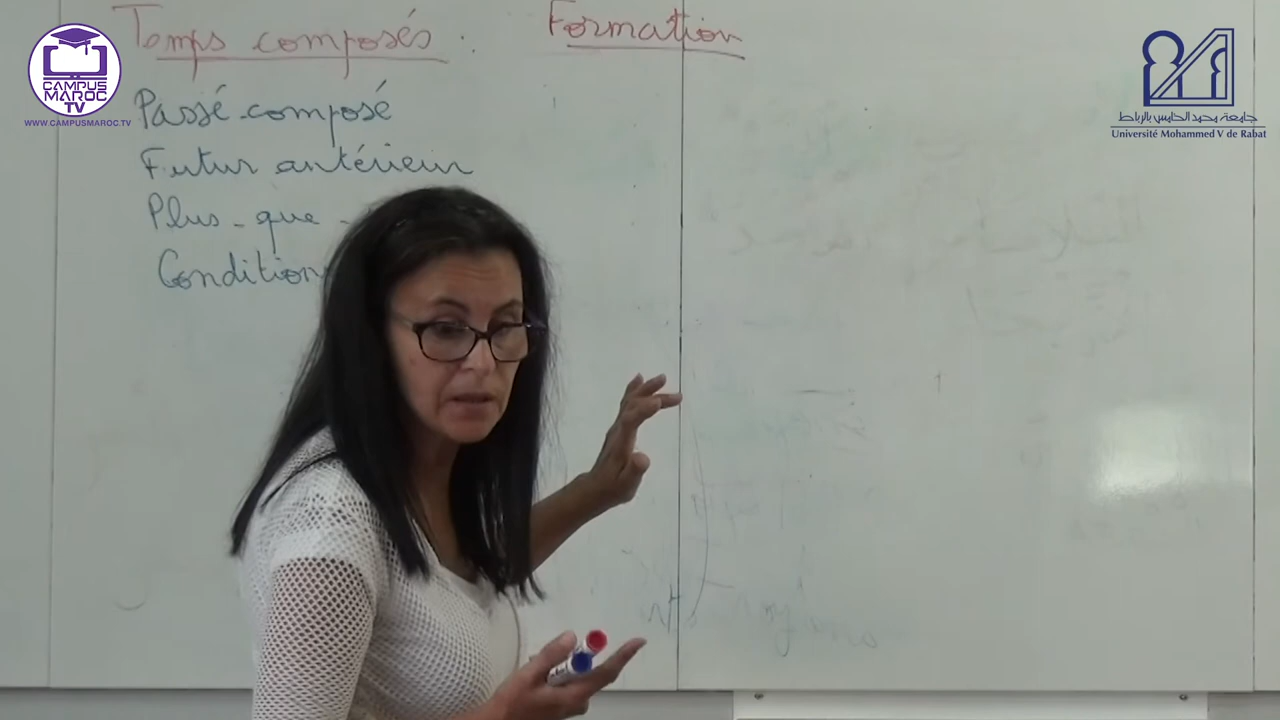 Temps composés : Formation
Passé composé
Futur antérieur
Plus-que-
Condition
CAMPUS
MAROC
TV
WWW.CAMPUSMAROC.TV
جامعة محمد الخامس بالرباط
Université Mohammed V de Rabat